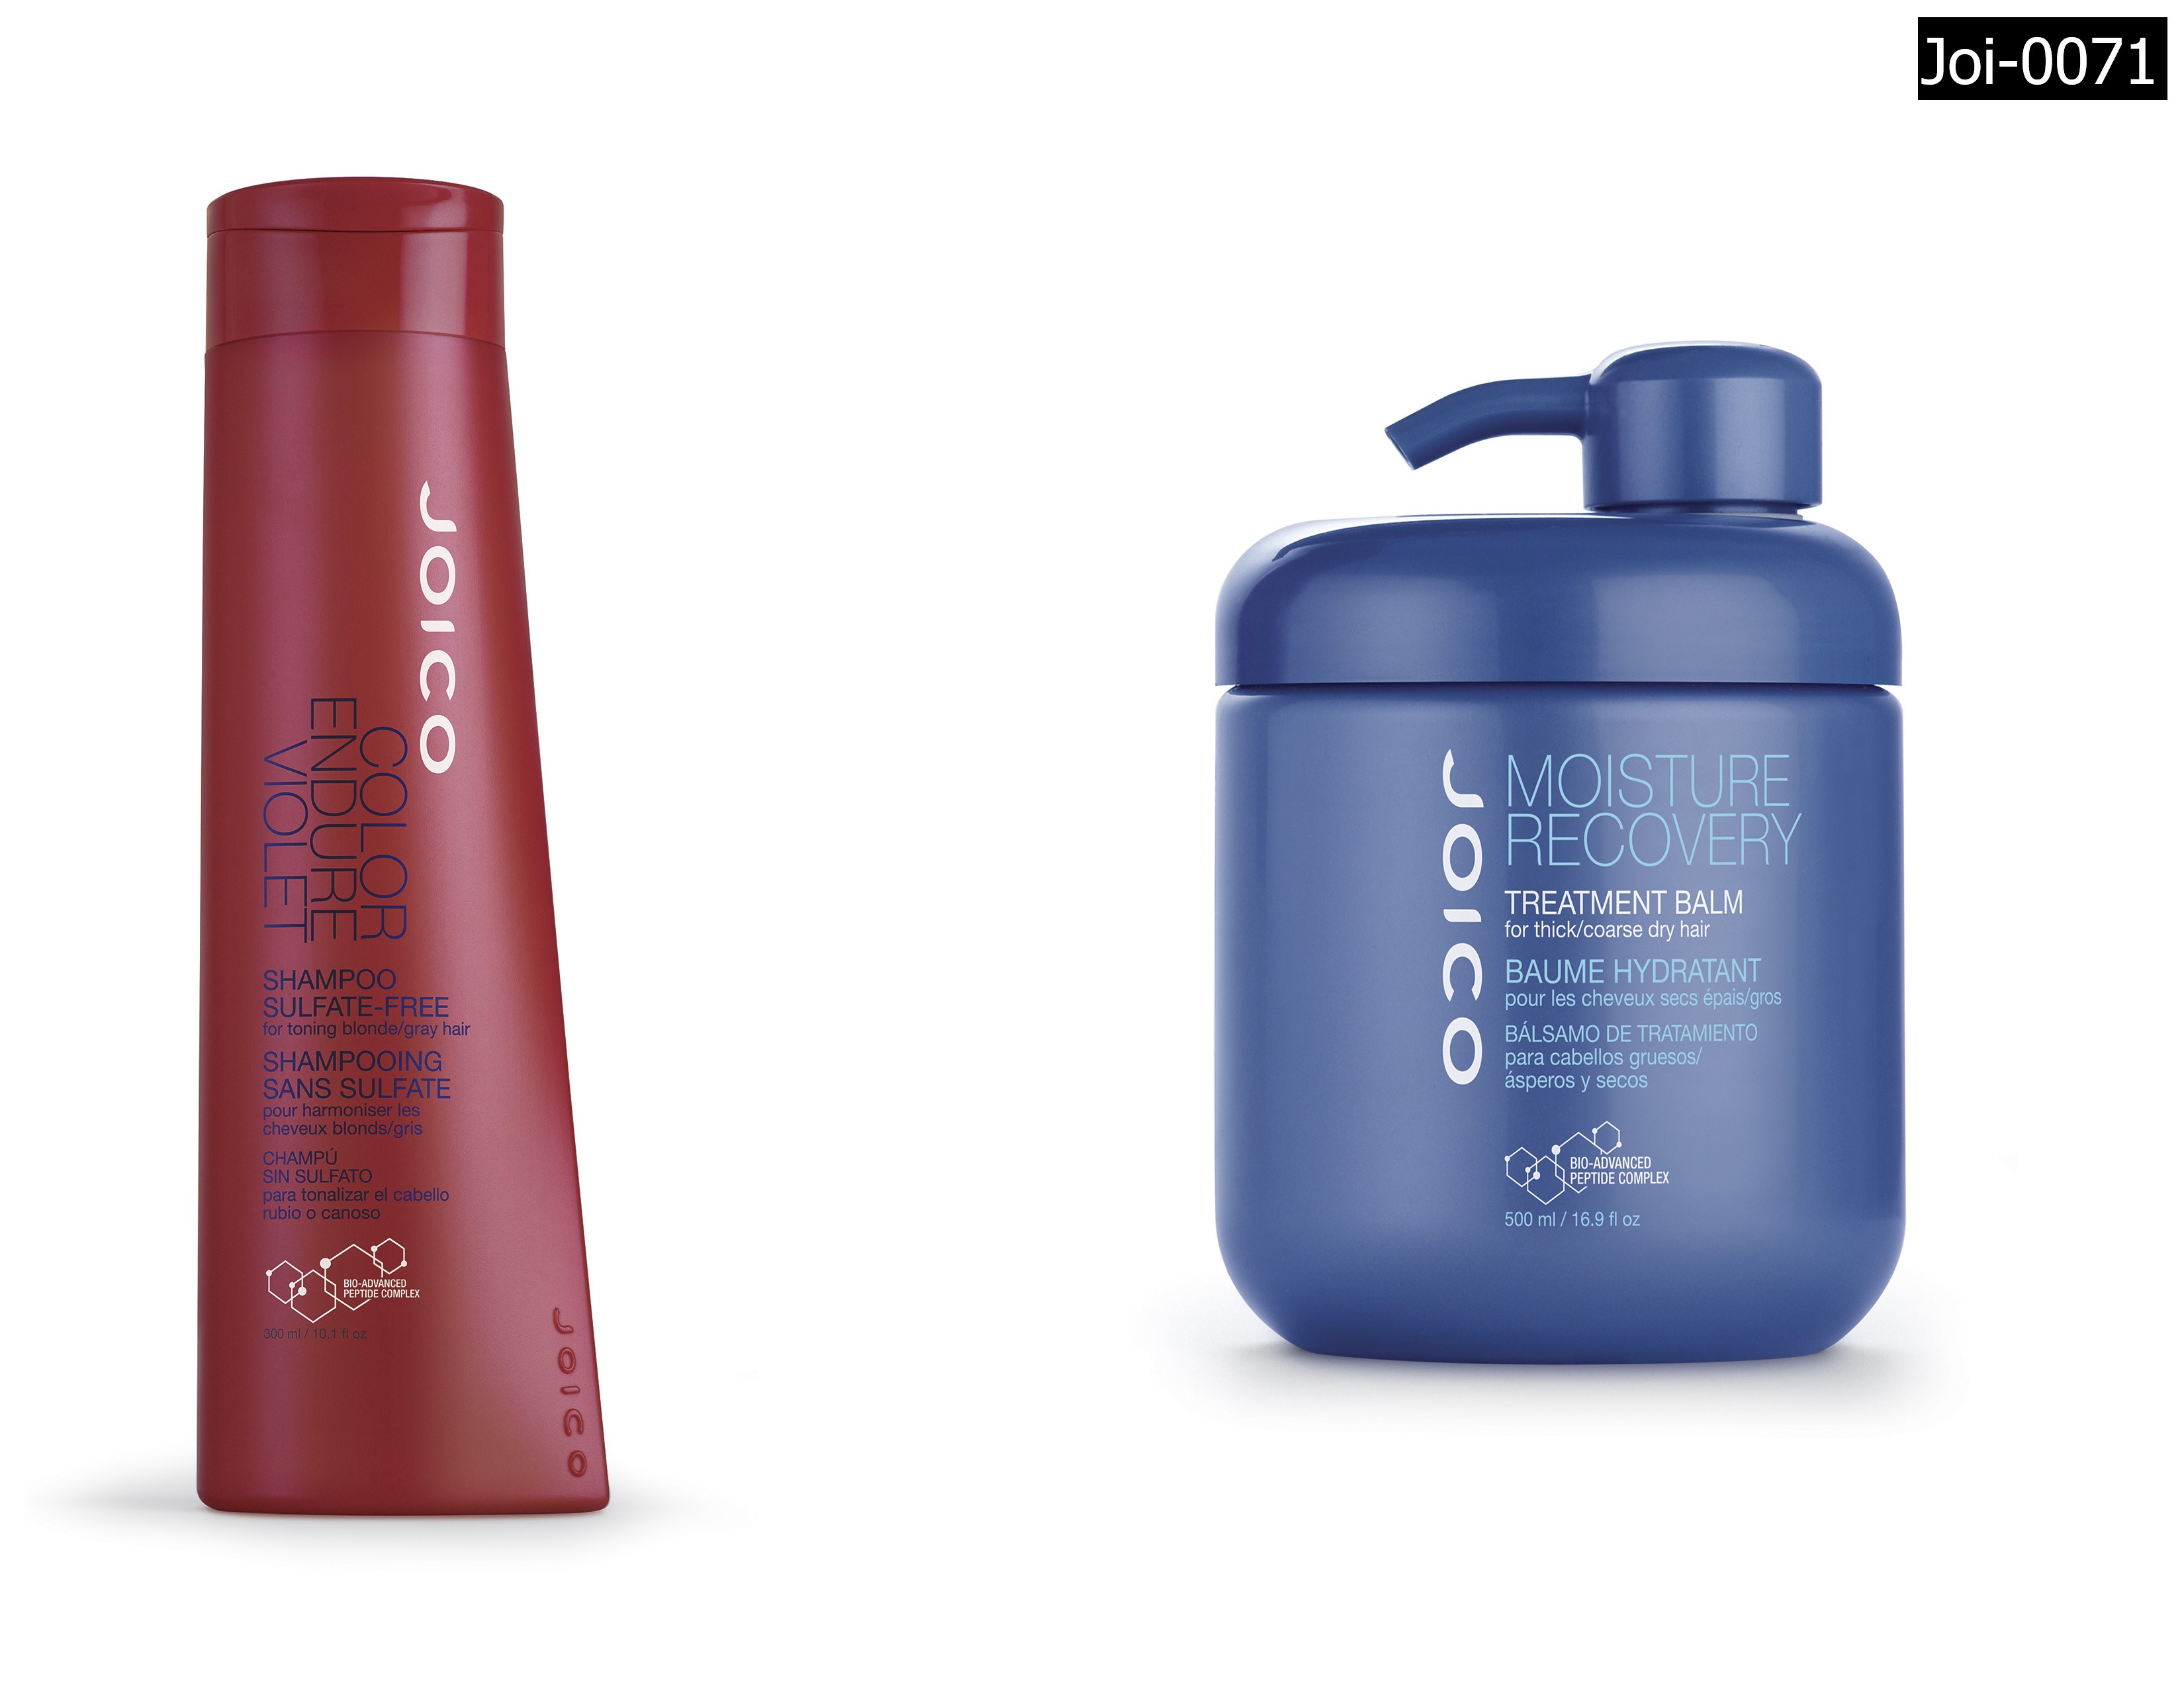 Joi-0071
JOICO
COLOR
ENDURE
VIOLET
SHAMPOO
SULFATE-FREE
for toning blonde/gray hair
SHAMPOOING
SANS SULFATE
pour harmoniser les
cheveux blonds/gris
CHAMPÚ
SIN SULFATO
para tonalizar el cabello
rubio o canoso
BIO-ADVANCED
PEPTIDE COMPLEX
300 ml / 10.1 fl oz
JOICO
JOICO
MOISTURE
RECOVERY
TREATMENT BALM
for thick/coarse dry hair
BAUME HYDRATANT
pour les cheveux secs épais/gros
BÁLSAMO DE TRATAMIENTO
para cabellos gruesos/
ásperos y secos
BIO-ADVANCED
PEPTIDE COMPLEX
500 ml / 16.9 fl oz